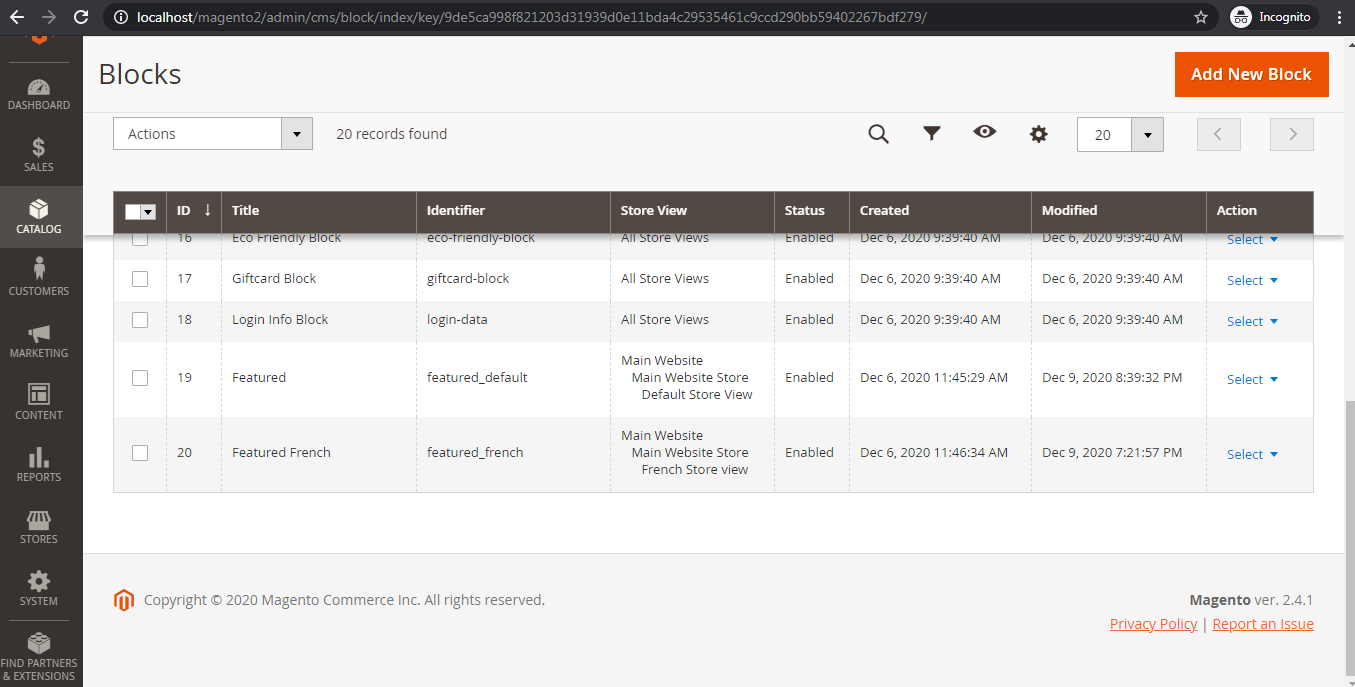 localhost/magento2/admin/cms/block/index/key/9de5ca998f821203d31939d0e11bda4c29535461c9ccd290bb59402267bdf279/ Incognito
Blocks Add New Block
Actions 20 records found 20
ID ↓ Title Identifier Store View Status Created Modified Action
16 Eco Friendly Block eco-friendly-block All Store Views Enabled Dec 6, 2020 9:39:40 AM Dec 6, 2020 9:39:40 AM Select
17 Giftcard Block giftcard-block All Store Views Enabled Dec 6, 2020 9:39:40 AM Dec 6, 2020 9:39:40 AM Select
18 Login Info Block login-data All Store Views Enabled Dec 6, 2020 9:39:40 AM Dec 6, 2020 9:39:40 AM Select
19 Featured featured_default Main Website
Main Website Store
Default Store View Enabled Dec 6, 2020 11:45:29 AM Dec 9, 2020 8:39:32 PM Select
20 Featured French featured_french Main Website
Main Website Store
French Store view Enabled Dec 6, 2020 11:46:34 AM Dec 9, 2020 7:21:57 PM Select
DASHBOARD
SALES
CATALOG
CUSTOMERS
MARKETING
CONTENT
REPORTS
STORES
SYSTEM
FIND PARTNERS
& EXTENSIONS
Copyright © 2020 Magento Commerce Inc. All rights reserved.
Magento ver. 2.4.1
Privacy Policy | Report an Issue